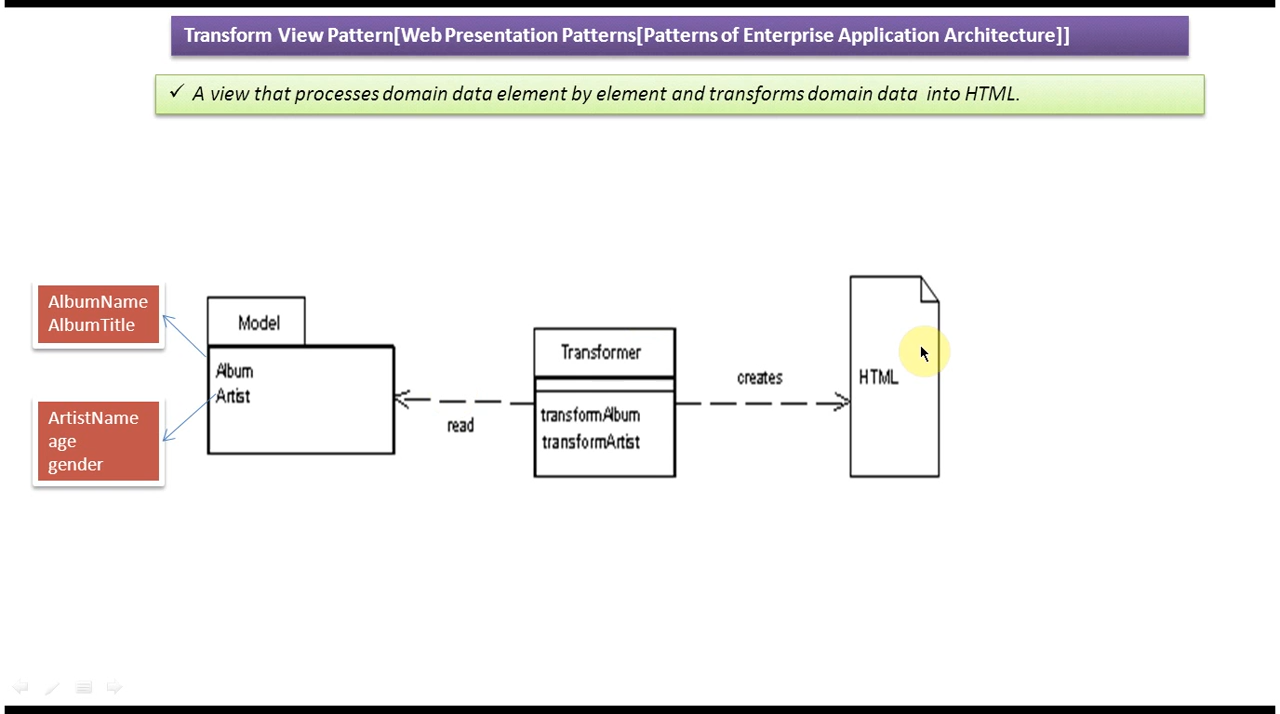 Transform View Pattern[Web Presentation Patterns[Patterns of Enterprise Application Architecture]]
✓ A view that processes domain data element by element and transforms domain data into HTML.
AlbumName
AlbumTitle
ArtistName
age
gender
Model
Album
Artist
read
Transformer
transformAlbum
transformArtist
creates
HTML